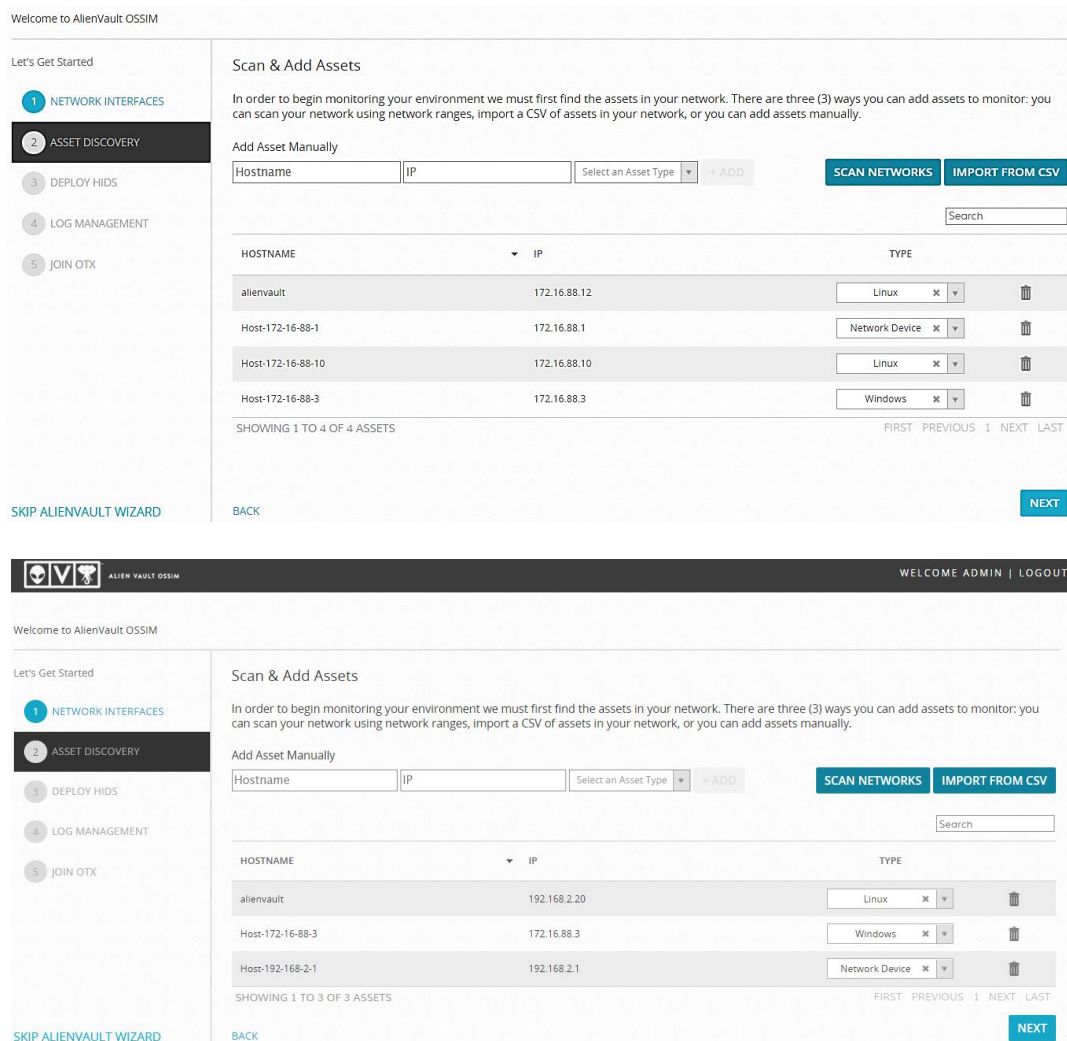 Welcome to AlienVault OSSIM
Let's Get Started
1 NETWORK INTERFACES
2 ASSET DISCOVERY
3 DEPLOY HIDS
4 LOG MANAGEMENT
5 JOIN OTX
SKIP ALIENVAULT WIZARD
Scan & Add Assets
In order to begin monitoring your environment we must first find the assets in your network. There are three (3) ways you can add assets to monitor: you
can scan your network using network ranges, import a CSV of assets in your network, or you can add assets manually.
Add Asset Manually
Hostname IP Select an Asset Type + ADD SCAN NETWORKS IMPORT FROM CSV
Search
HOSTNAME IP TYPE
alienvault 172.16.88.12 Linux
Host-172-16-88-1 172.16.88.1 Network Device
Host-172-16-88-10 172.16.88.10 Linux
Host-172-16-88-3 172.16.88.3 Windows
SHOWING 1 TO 4 OF 4 ASSETS FIRST PREVIOUS 1 NEXT LAST
BACK NEXT
V ALIEN VAULT OSSIM WELCOME ADMIN | LOGOUT
Welcome to AlienVault OSSIM
Let's Get Started
1 NETWORK INTERFACES
2 ASSET DISCOVERY
3 DEPLOY HIDS
4 LOG MANAGEMENT
5 JOIN OTX
SKIP ALIENVAULT WIZARD
Scan & Add Assets
In order to begin monitoring your environment we must first find the assets in your network. There are three (3) ways you can add assets to monitor: you
can scan your network using network ranges, import a CSV of assets in your network, or you can add assets manually.
Add Asset Manually
Hostname IP Select an Asset Type + ADD SCAN NETWORKS IMPORT FROM CSV
Search
HOSTNAME IP TYPE
alienvault 192.168.2.20 Linux
Host-172-16-88-3 172.16.88.3 Windows
Host-192-168-2-1 192.168.2.1 Network Device
SHOWING 1 TO 3 OF 3 ASSETS FIRST PREVIOUS 1 NEXT LAST
BACK NEXT